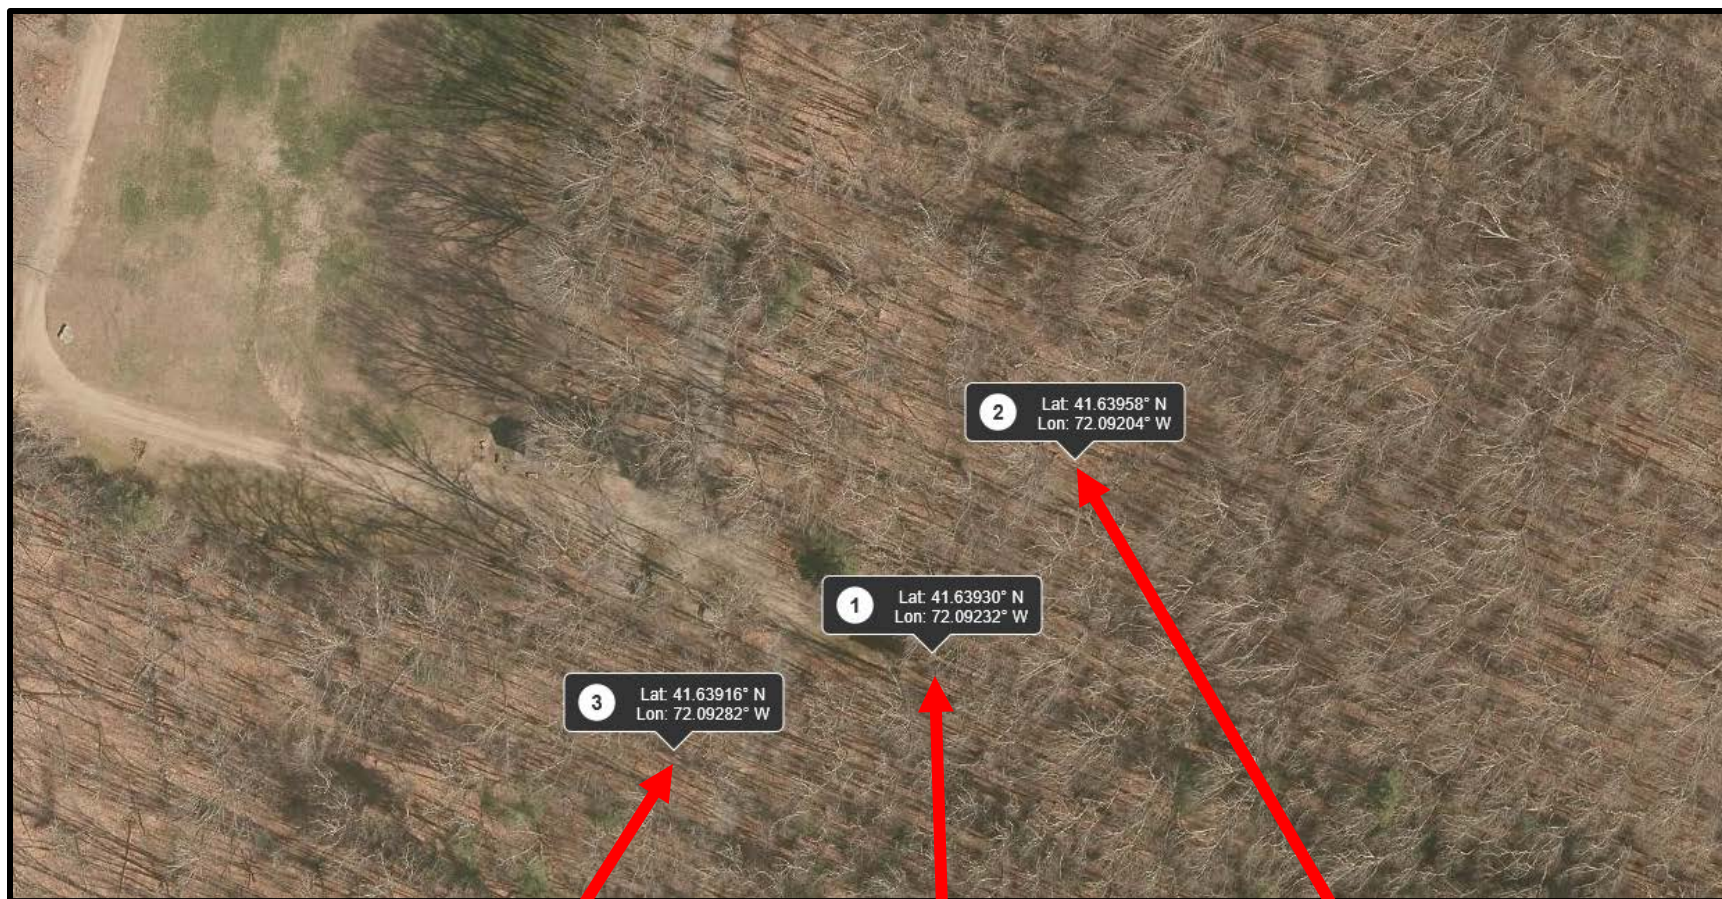 2
Lat: 41.63958° N
Lon: 72.09204° W
1
Lat: 41.63930° N
Lon: 72.09232° W
3
Lat: 41.63916° N
Lon: 72.09282° W